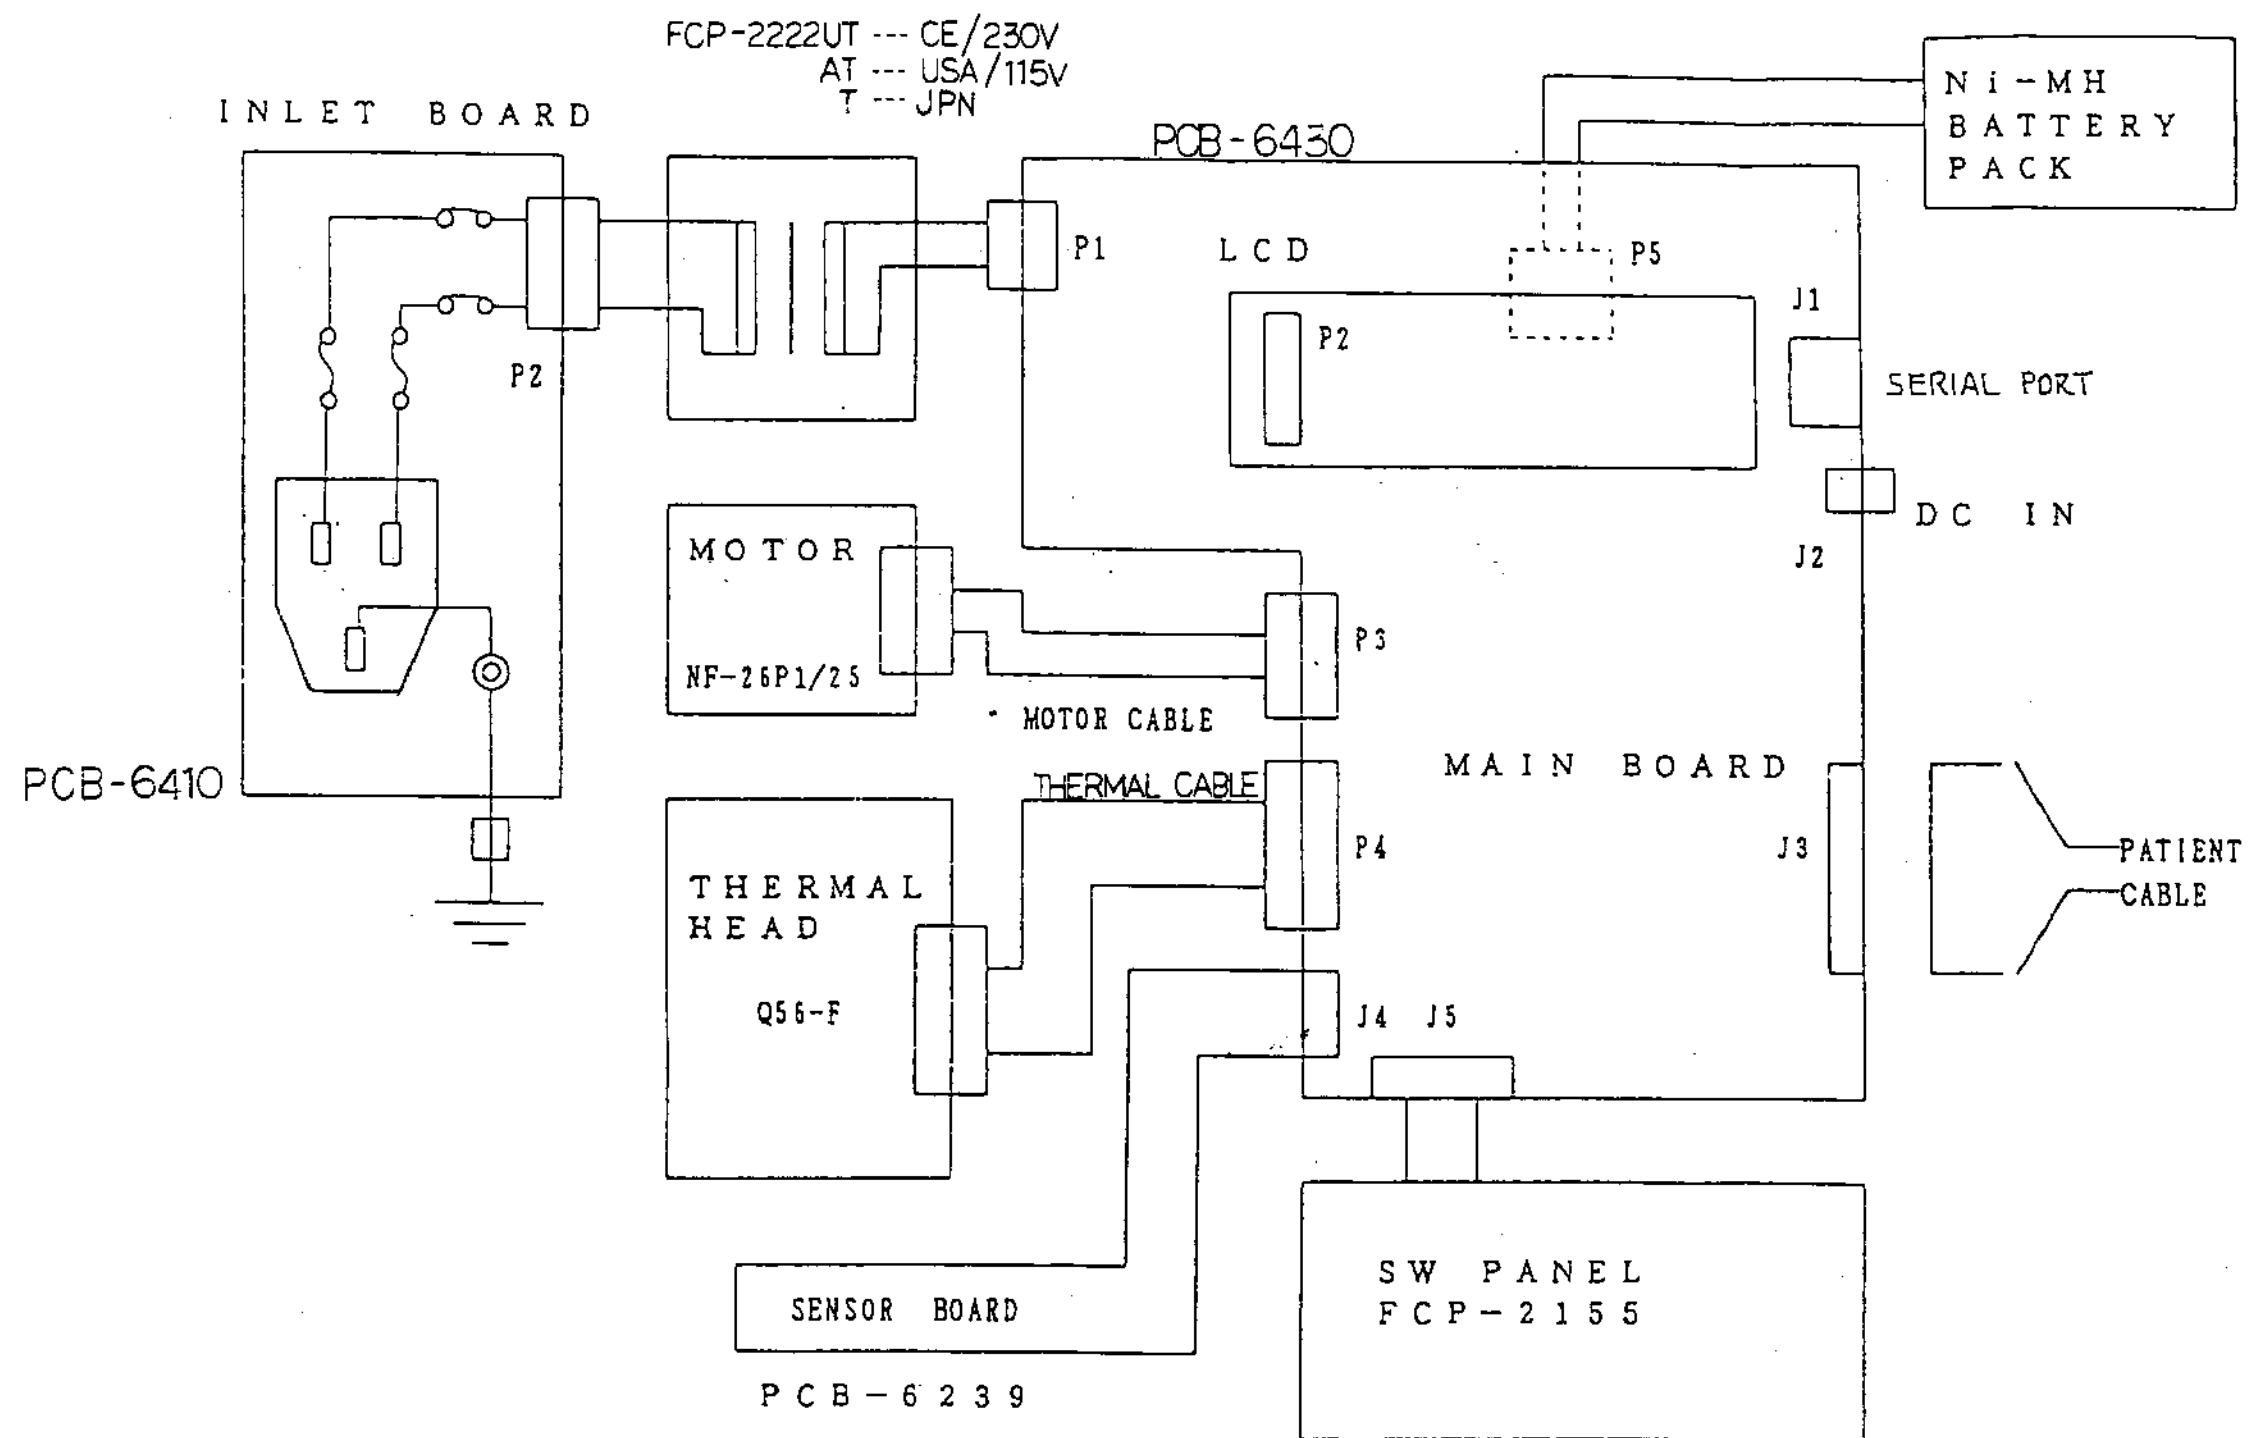 FCP-2222UT --- CE/230V
AT --- USA/115V
T --- JPN
INLET BOARD
PCB-6430
Ni-MH
BATTERY
PACK
P1
LCD
P5
J1
P2
P2
SERIAL PORT
DC IN
J2
MOTOR
NF-26P1/25
P3
MOTOR CABLE
PCB-6410
THERMAL CABLE
MAIN BOARD
P4
J3
PATIENT
CABLE
THERMAL
HEAD
Q56-F
J4 J5
SW PANEL
FCP-2155
SENSOR BOARD
PCB-6239